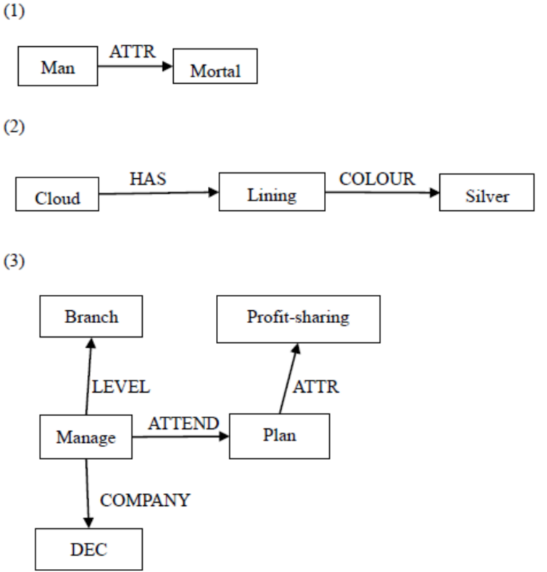 (1)
ATTR
Man
Mortal
(2)
HAS
COLOUR
Cloud
Lining
Silver
(3)
Branch
Profit-sharing
LEVEL
ATTR
Manage
ATTEND
Plan
COMPANY
DEC